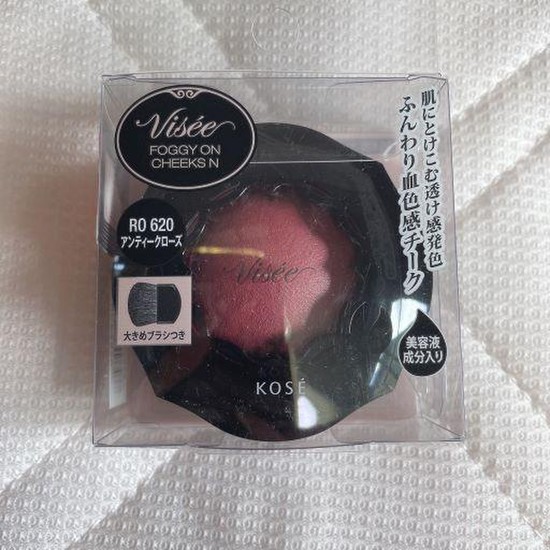 Visée
FOGGY ON
CHEEKS N
RO 620
アンティークローズ
大きめブラシつき
Visée
KOSÉ
肌にとけこむ透け感発色
ふんわり血色感チーク
美容液
成分入り